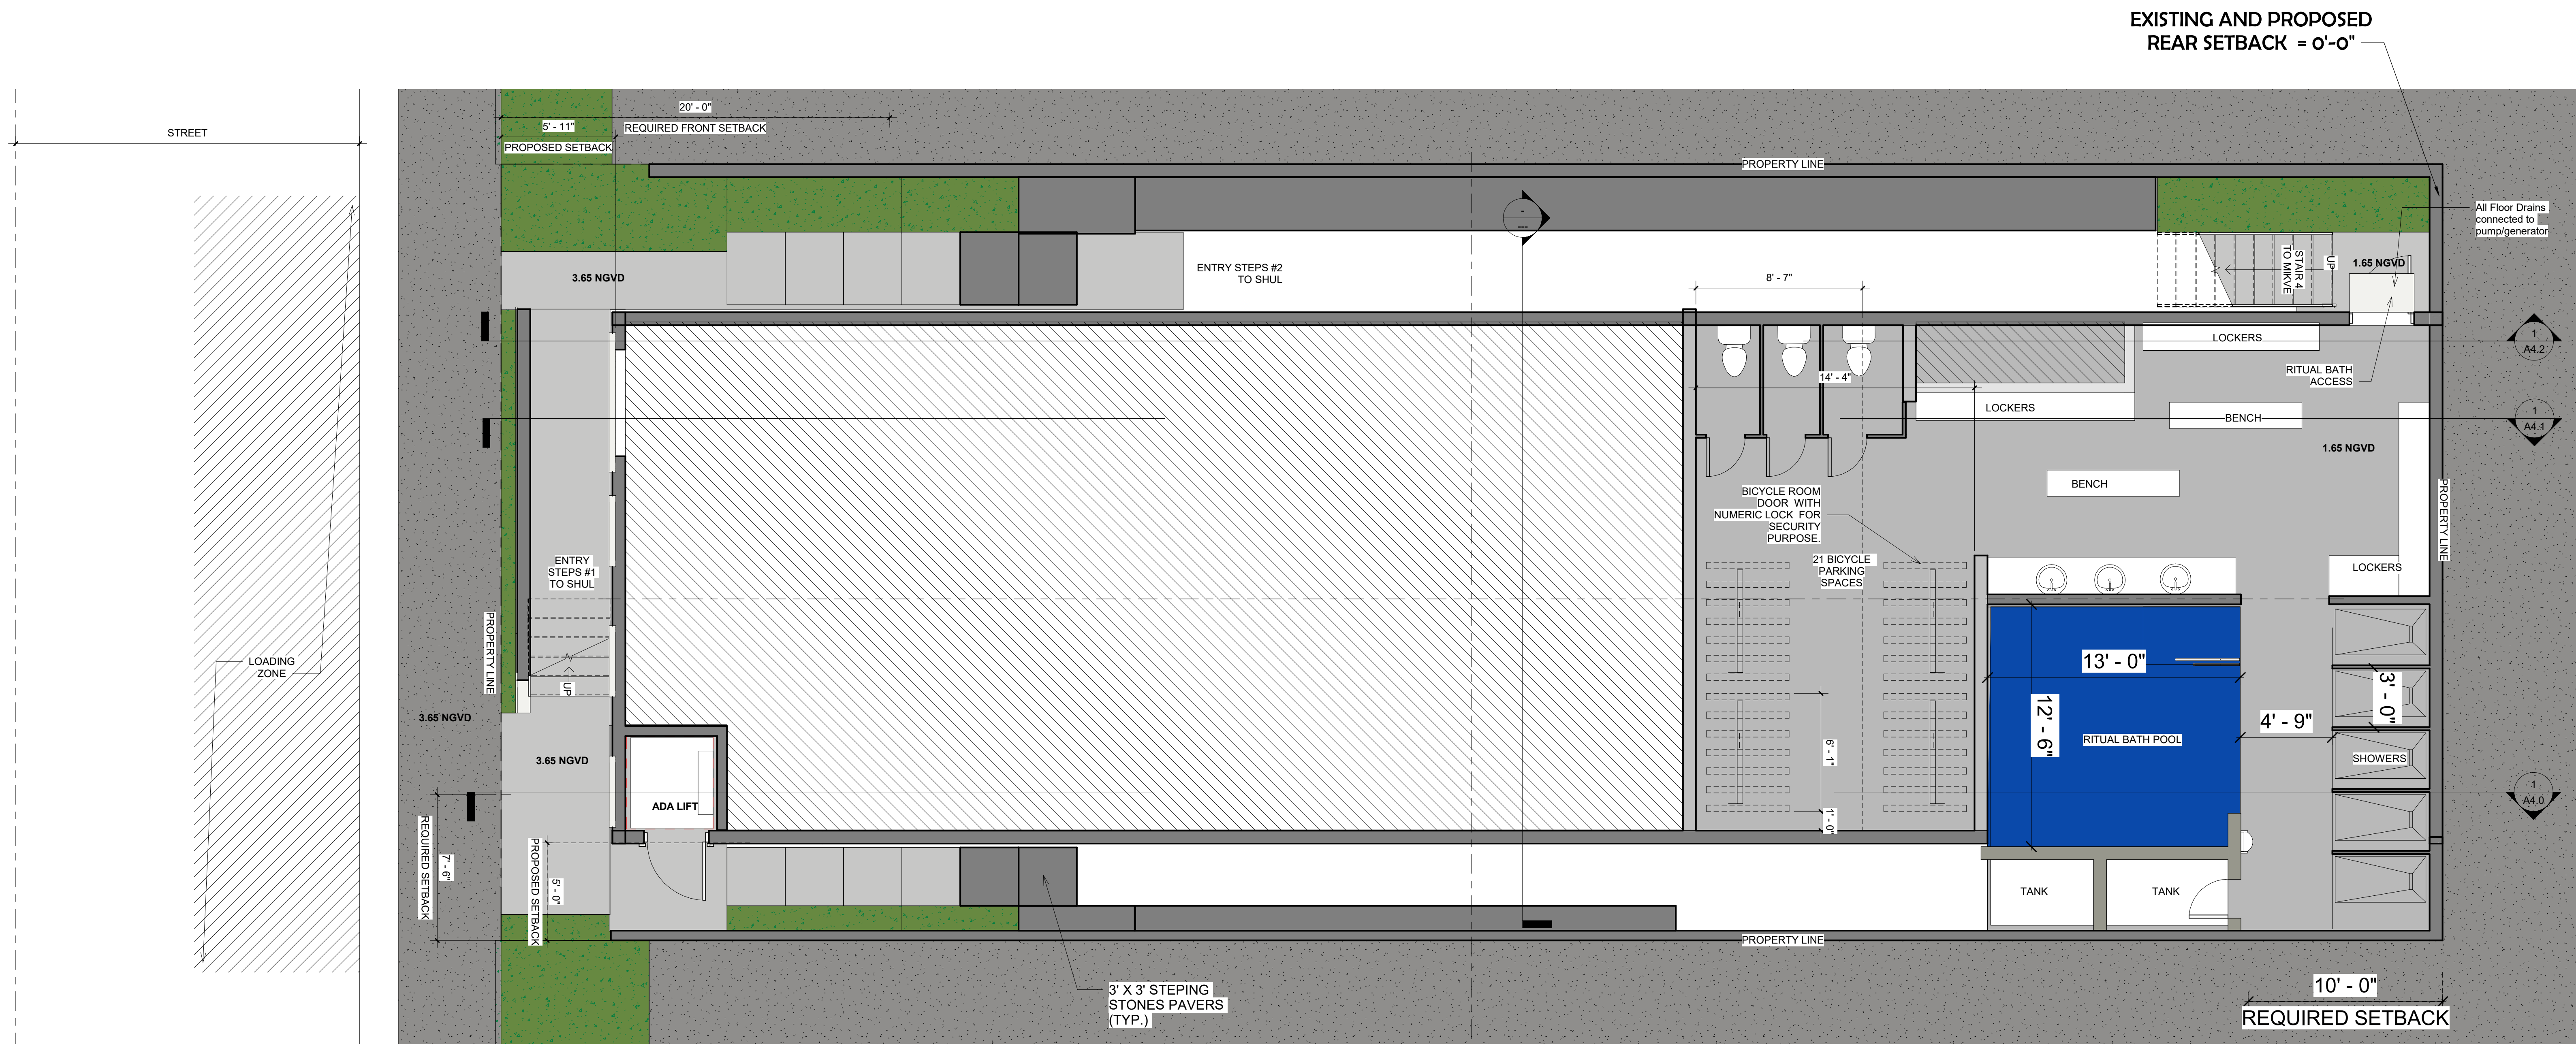 EXISTING AND PROPOSED
REAR SETBACK = 0'-0"
STREET
20' - 0"
5' - 11"
REQUIRED FRONT SETBACK
PROPOSED SETBACK
PROPERTY LINE
All Floor Drains
connected to
pump/generator
3.65 NGVD
ENTRY STEPS #2
TO SHUL
-
---
8' - 7"
STAIR 4
TO MIKVE
UP
1.65 NGVD
LOCKERS
1
A4.2
RITUAL BATH
ACCESS
14' - 4"
LOCKERS
BENCH
1
A4.1
1.65 NGVD
BENCH
BICYCLE ROOM
DOOR WITH
NUMERIC LOCK FOR
SECURITY
PURPOSE.
PROPERTY LINE
21 BICYCLE
PARKING
SPACES
LOCKERS
ENTRY
STEPS #1
TO SHUL
PROPERTY LINE
UP
LOADING
ZONE
3.65 NGVD
3.65 NGVD
ADA LIFT
13' - 0"
12' - 6"
RITUAL BATH POOL
4' - 9"
3' - 0"
SHOWERS
6' - 1"
1' - 0"
1
A4.0
REQUIRED SETBACK
7' - 6"
PROPOSED SETBACK
5' - 0"
TANK
TANK
PROPERTY LINE
3' X 3' STEPING
STONES PAVERS
(TYP.)
10' - 0"
REQUIRED SETBACK